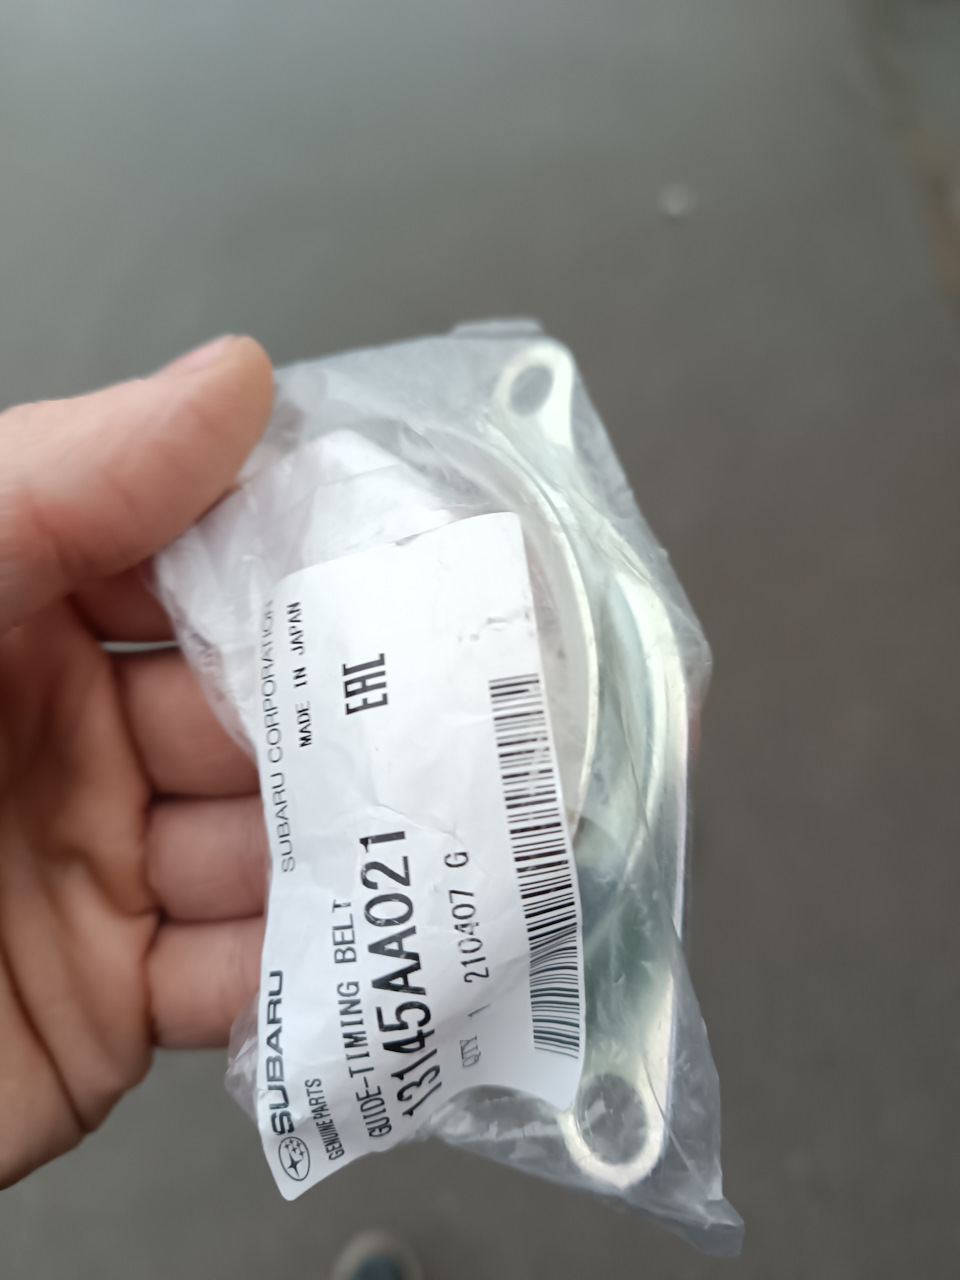 SUBARU
SUBARU CORPORATION
GENUINE PARTS
MADE IN JAPAN
GUIDE-TIMING BELT
13145AA021
EAC
QTY 1 210407 G